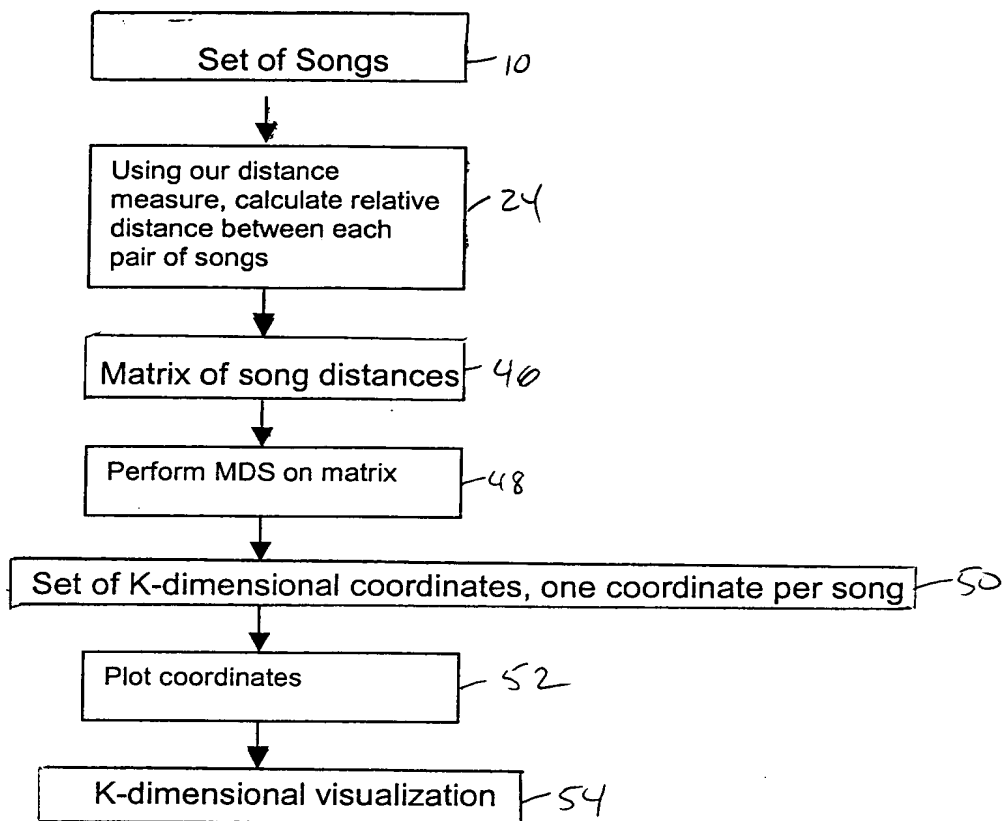 Set of Songs
10
Using our distance
measure, calculate relative
distance between each
pair of songs
24
Matrix of song distances
46
Perform MDS on matrix
48
Set of K-dimensional coordinates, one coordinate per song
50
Plot coordinates
52
K-dimensional visualization
54